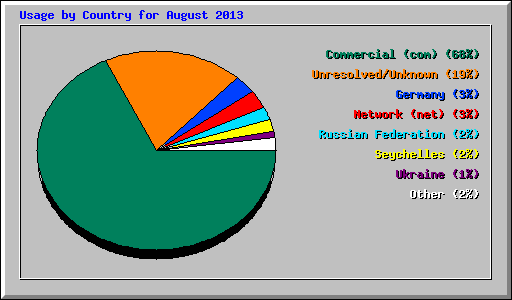 Usage by Country for August 2013
Commercial (com) (68%)
Unresolved/Unknown (19%)
Germany (3%)
Network (net) (3%)
Russian Federation (2%)
Seychelles (2%)
Ukraine (1%)
Other (2%)